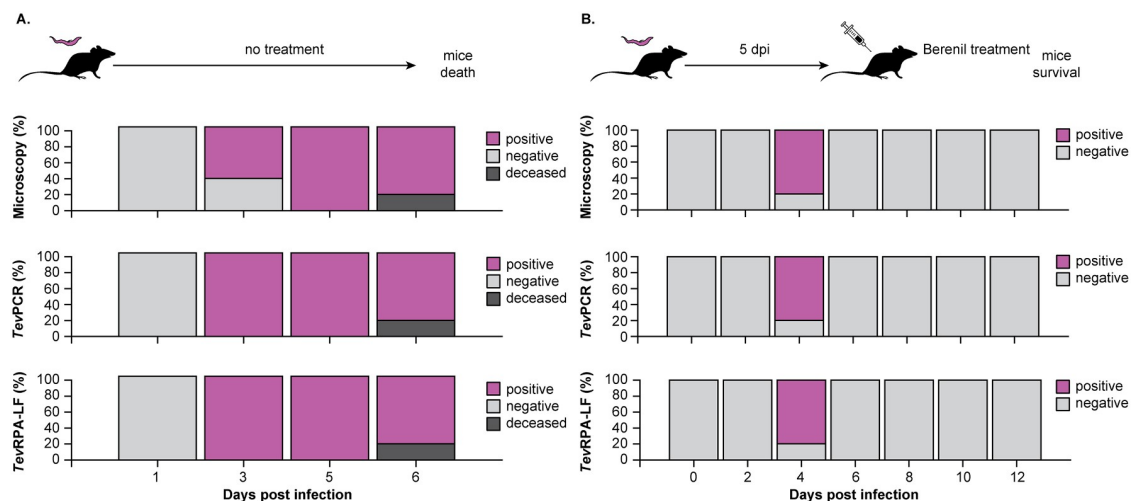 A.
no treatment
mice
death
Microscopy (%)
100
80
60
40
20
0
positive
negative
deceased
TevPCR (%)
100
80
60
40
20
0
positive
negative
deceased
TevRPA-LF (%)
100
80
60
40
20
0
positive
negative
deceased
1 3 5 6
Days post infection
B.
5 dpi
Berenil treatment
mice
survival
Microscopy (%)
100
80
60
40
20
0
positive
negative
TevPCR (%)
100
80
60
40
20
0
positive
negative
TevRPA-LF (%)
100
80
60
40
20
0
positive
negative
0 2 4 6 8 10 12
Days post infection